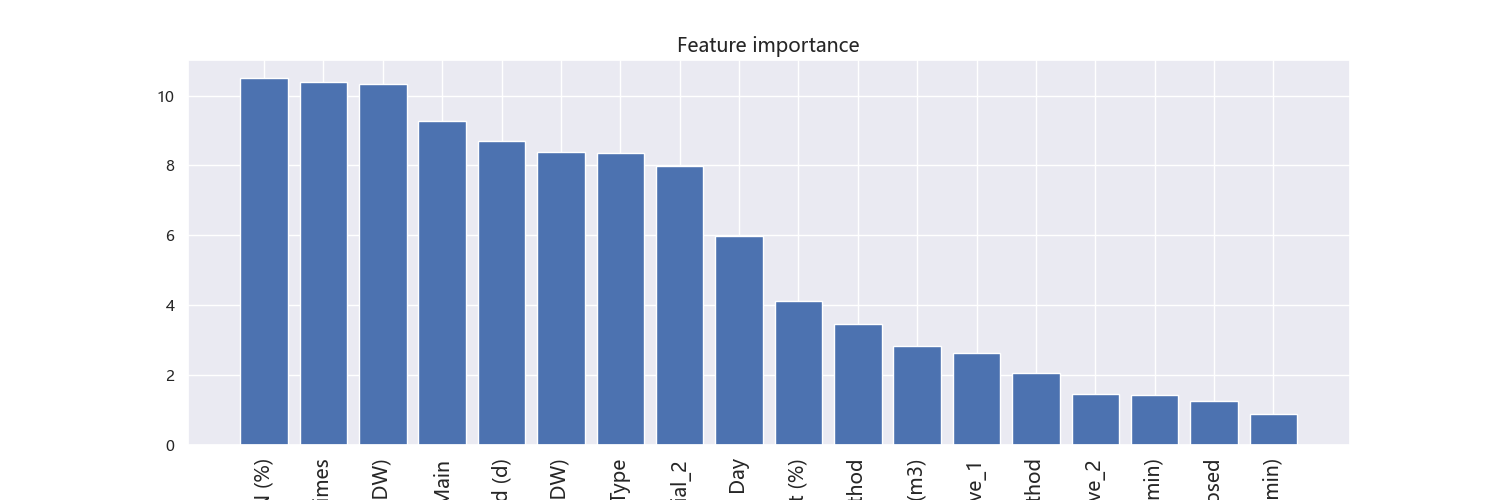 Feature importance
10
8
6
4
2
0
(%)
DW)
Main
d (d)
DW)
Type
ial_2
Day
t (%)
thod
(m3)
ve_1
thod
ve_2
min)
osed
min)